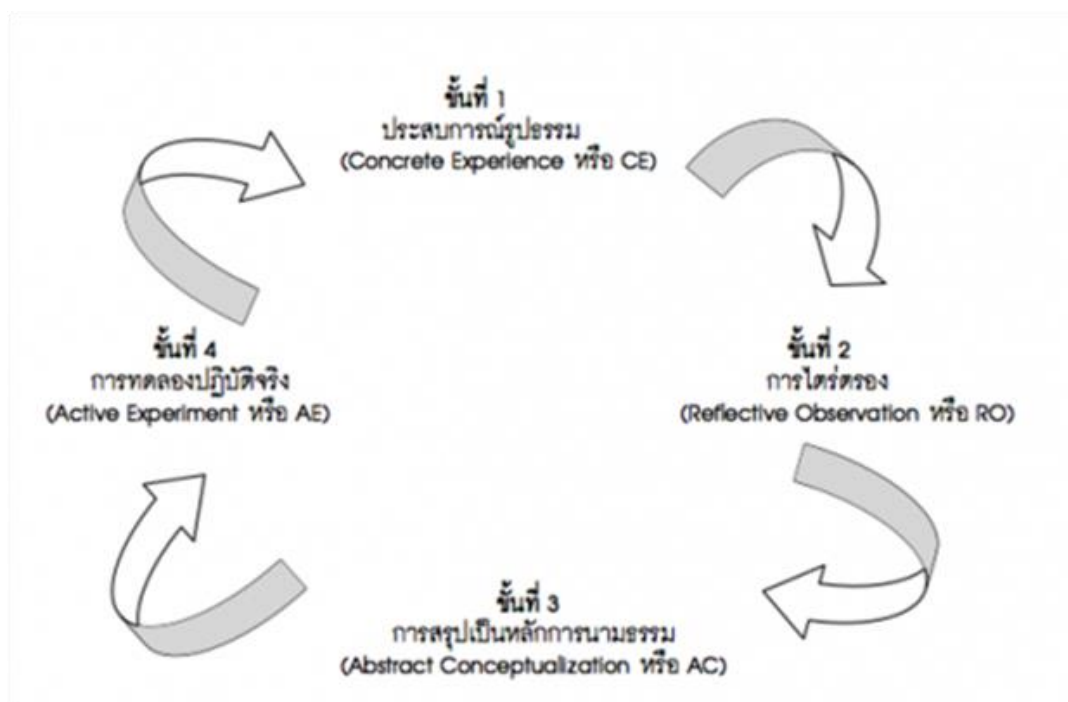 ขั้นที่ 1
ประสบการณ์รูปธรรม
(Concrete Experience หรือ CE)
ขั้นที่ 2
การไตร่ตรอง
(Reflective Observation หรือ RO)
ขั้นที่ 3
การสรุปเป็นหลักการนามธรรม
(Abstract Conceptualization หรือ AC)
ขั้นที่ 4
การทดลองปฏิบัติจริง
(Active Experiment หรือ AE)